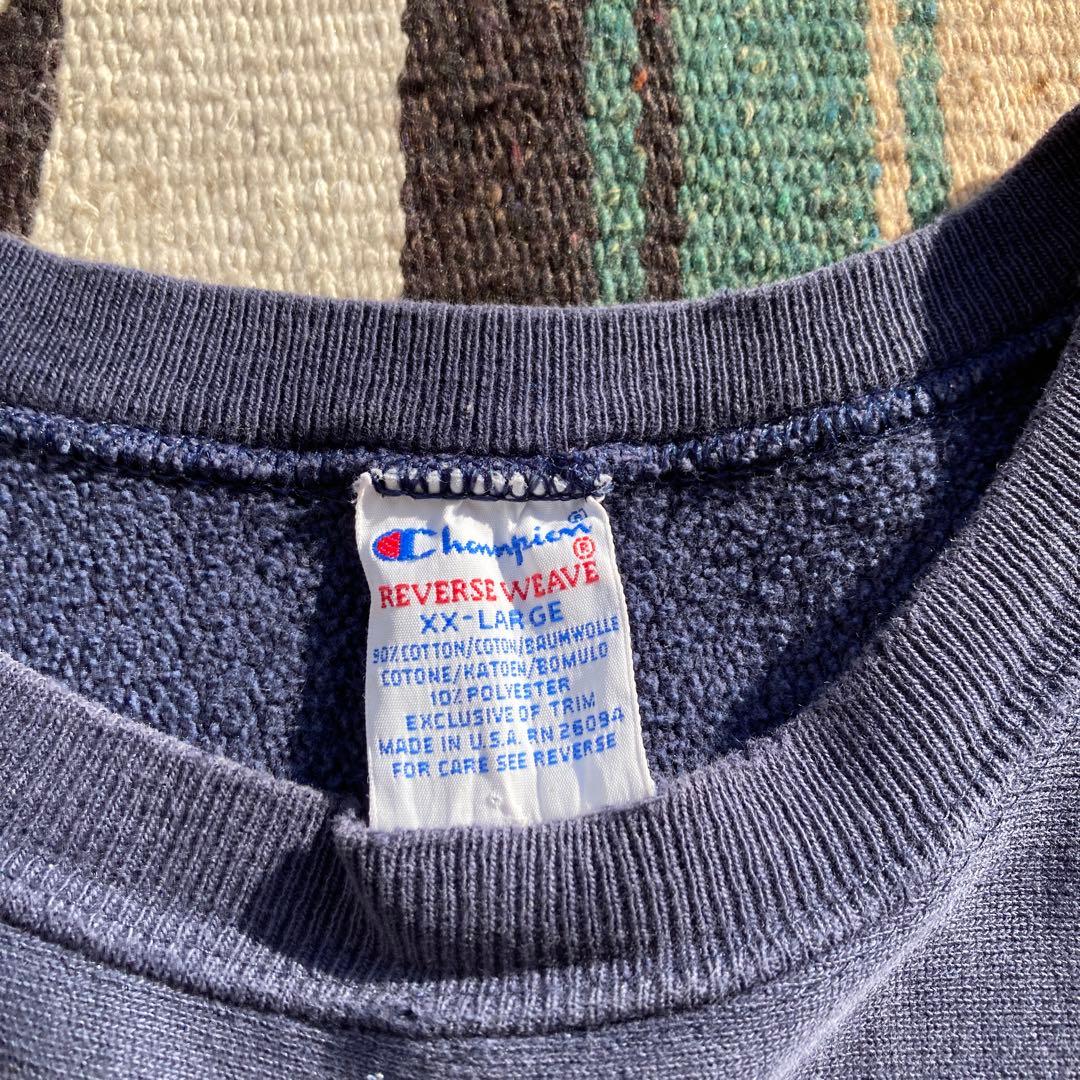 Champion®
REVERSE WEAVE®
XX-LARGE
90% COTTON/COTON/BAUMWOLLE
COTONE/KATOEN/BOMULD
10% POLYESTER
EXCLUSIVE OF TRIM
MADE IN U.S.A. RN 26094
FOR CARE SEE REVERSE